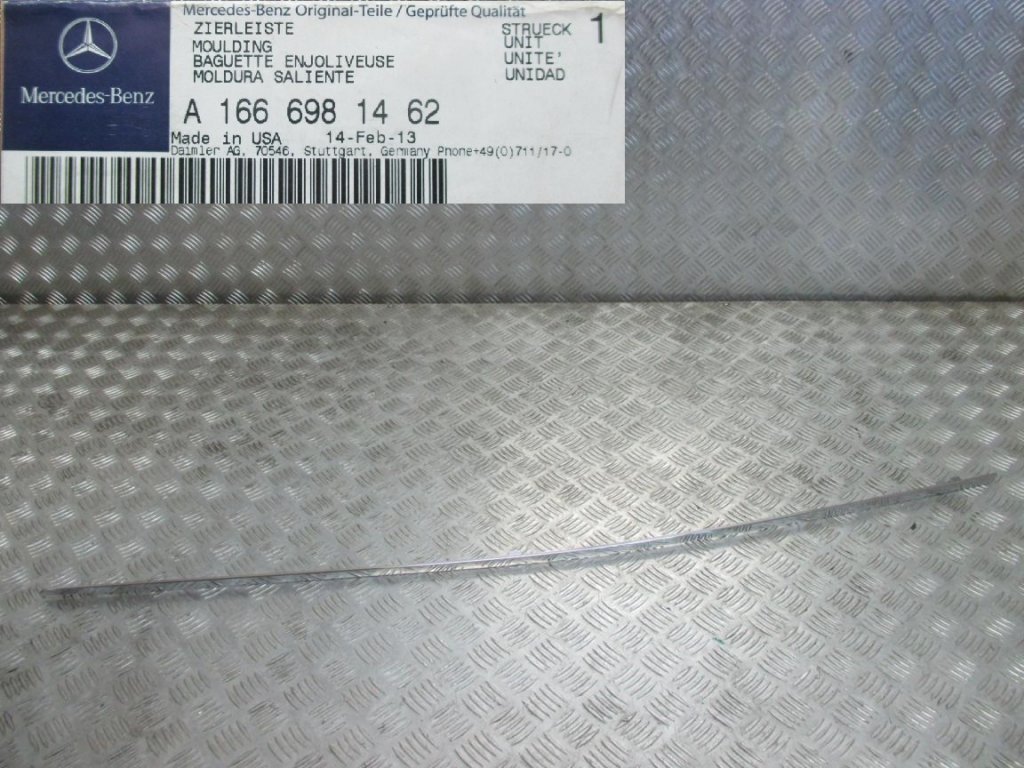 Mercedes-Benz Original-Teile / Geprüfte Qualität
ZIERLEISTE STRUECK 1
MOULDING UNIT
BAGUETTE ENJOLIVEUSE UNITE'
MOLDURA SALIENTE UNIDAD
Mercedes-Benz
A 166 698 14 62
Made in USA 14-Feb-13
Daimler AG, 70546, Stuttgart, Germany Phone+49(0)711/17-0